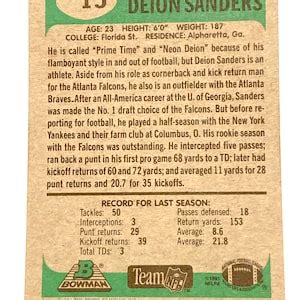 15
DEION SANDERS
AGE: 23 HEIGHT: 6'0" WEIGHT: 187
COLLEGE: Florida St. RESIDENCE: Alpharetta, Ga.
He is called "Prime Time" and "Neon Deion" because of his
flamboyant style in and out of football, but Deion Sanders is an
athlete. Aside from his role as cornerback and kick return man
for the Atlanta Falcons, he also is an outfielder with the Atlanta
Braves. After an All-America career at the U. of Georgia, Sanders
was made the No. 1 draft choice of the Falcons. But before re-
porting for football, he played a half-season with the New York
Yankees and their farm club at Columbus, O. His rookie season
with the Falcons was outstanding. He intercepted five passes;
ran back a punt in his first pro game 68 yards to a TD; later had
kickoff returns of 60 and 72 yards; and averaged 11 yards for 28
punt returns and 20.7 for 35 kickoffs.
RECORD FOR LAST SEASON:
Tackles: 50 Passes defensed: 18
Interceptions: 3 Return yards: 153
Punt returns: 29 Average: 8.6
Kickoff returns: 39 Average: 21.8
Total TDs: 3
B
BOWMAN
Team NFL
©1991
NFLPA